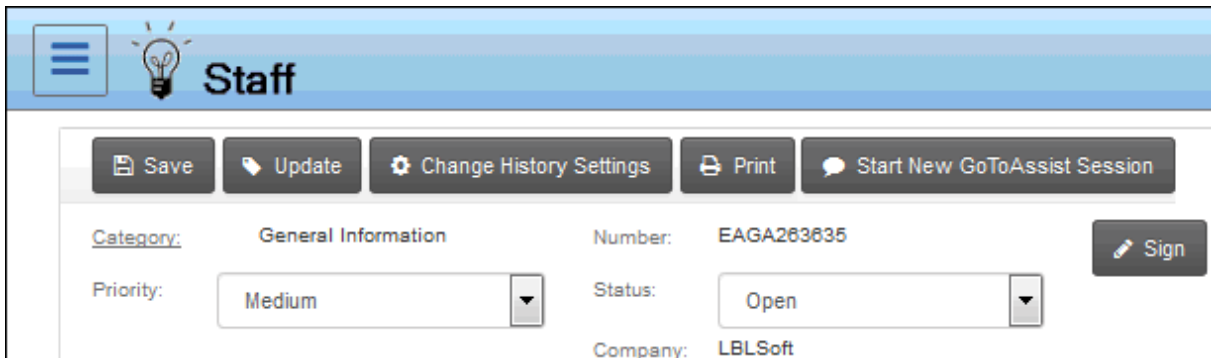 Staff
Save Update Change History Settings Print Start New GoToAssist Session
Category: General Information Number: EAGA263635 Sign
Priority: Medium Status: Open
Company: LBLSoft